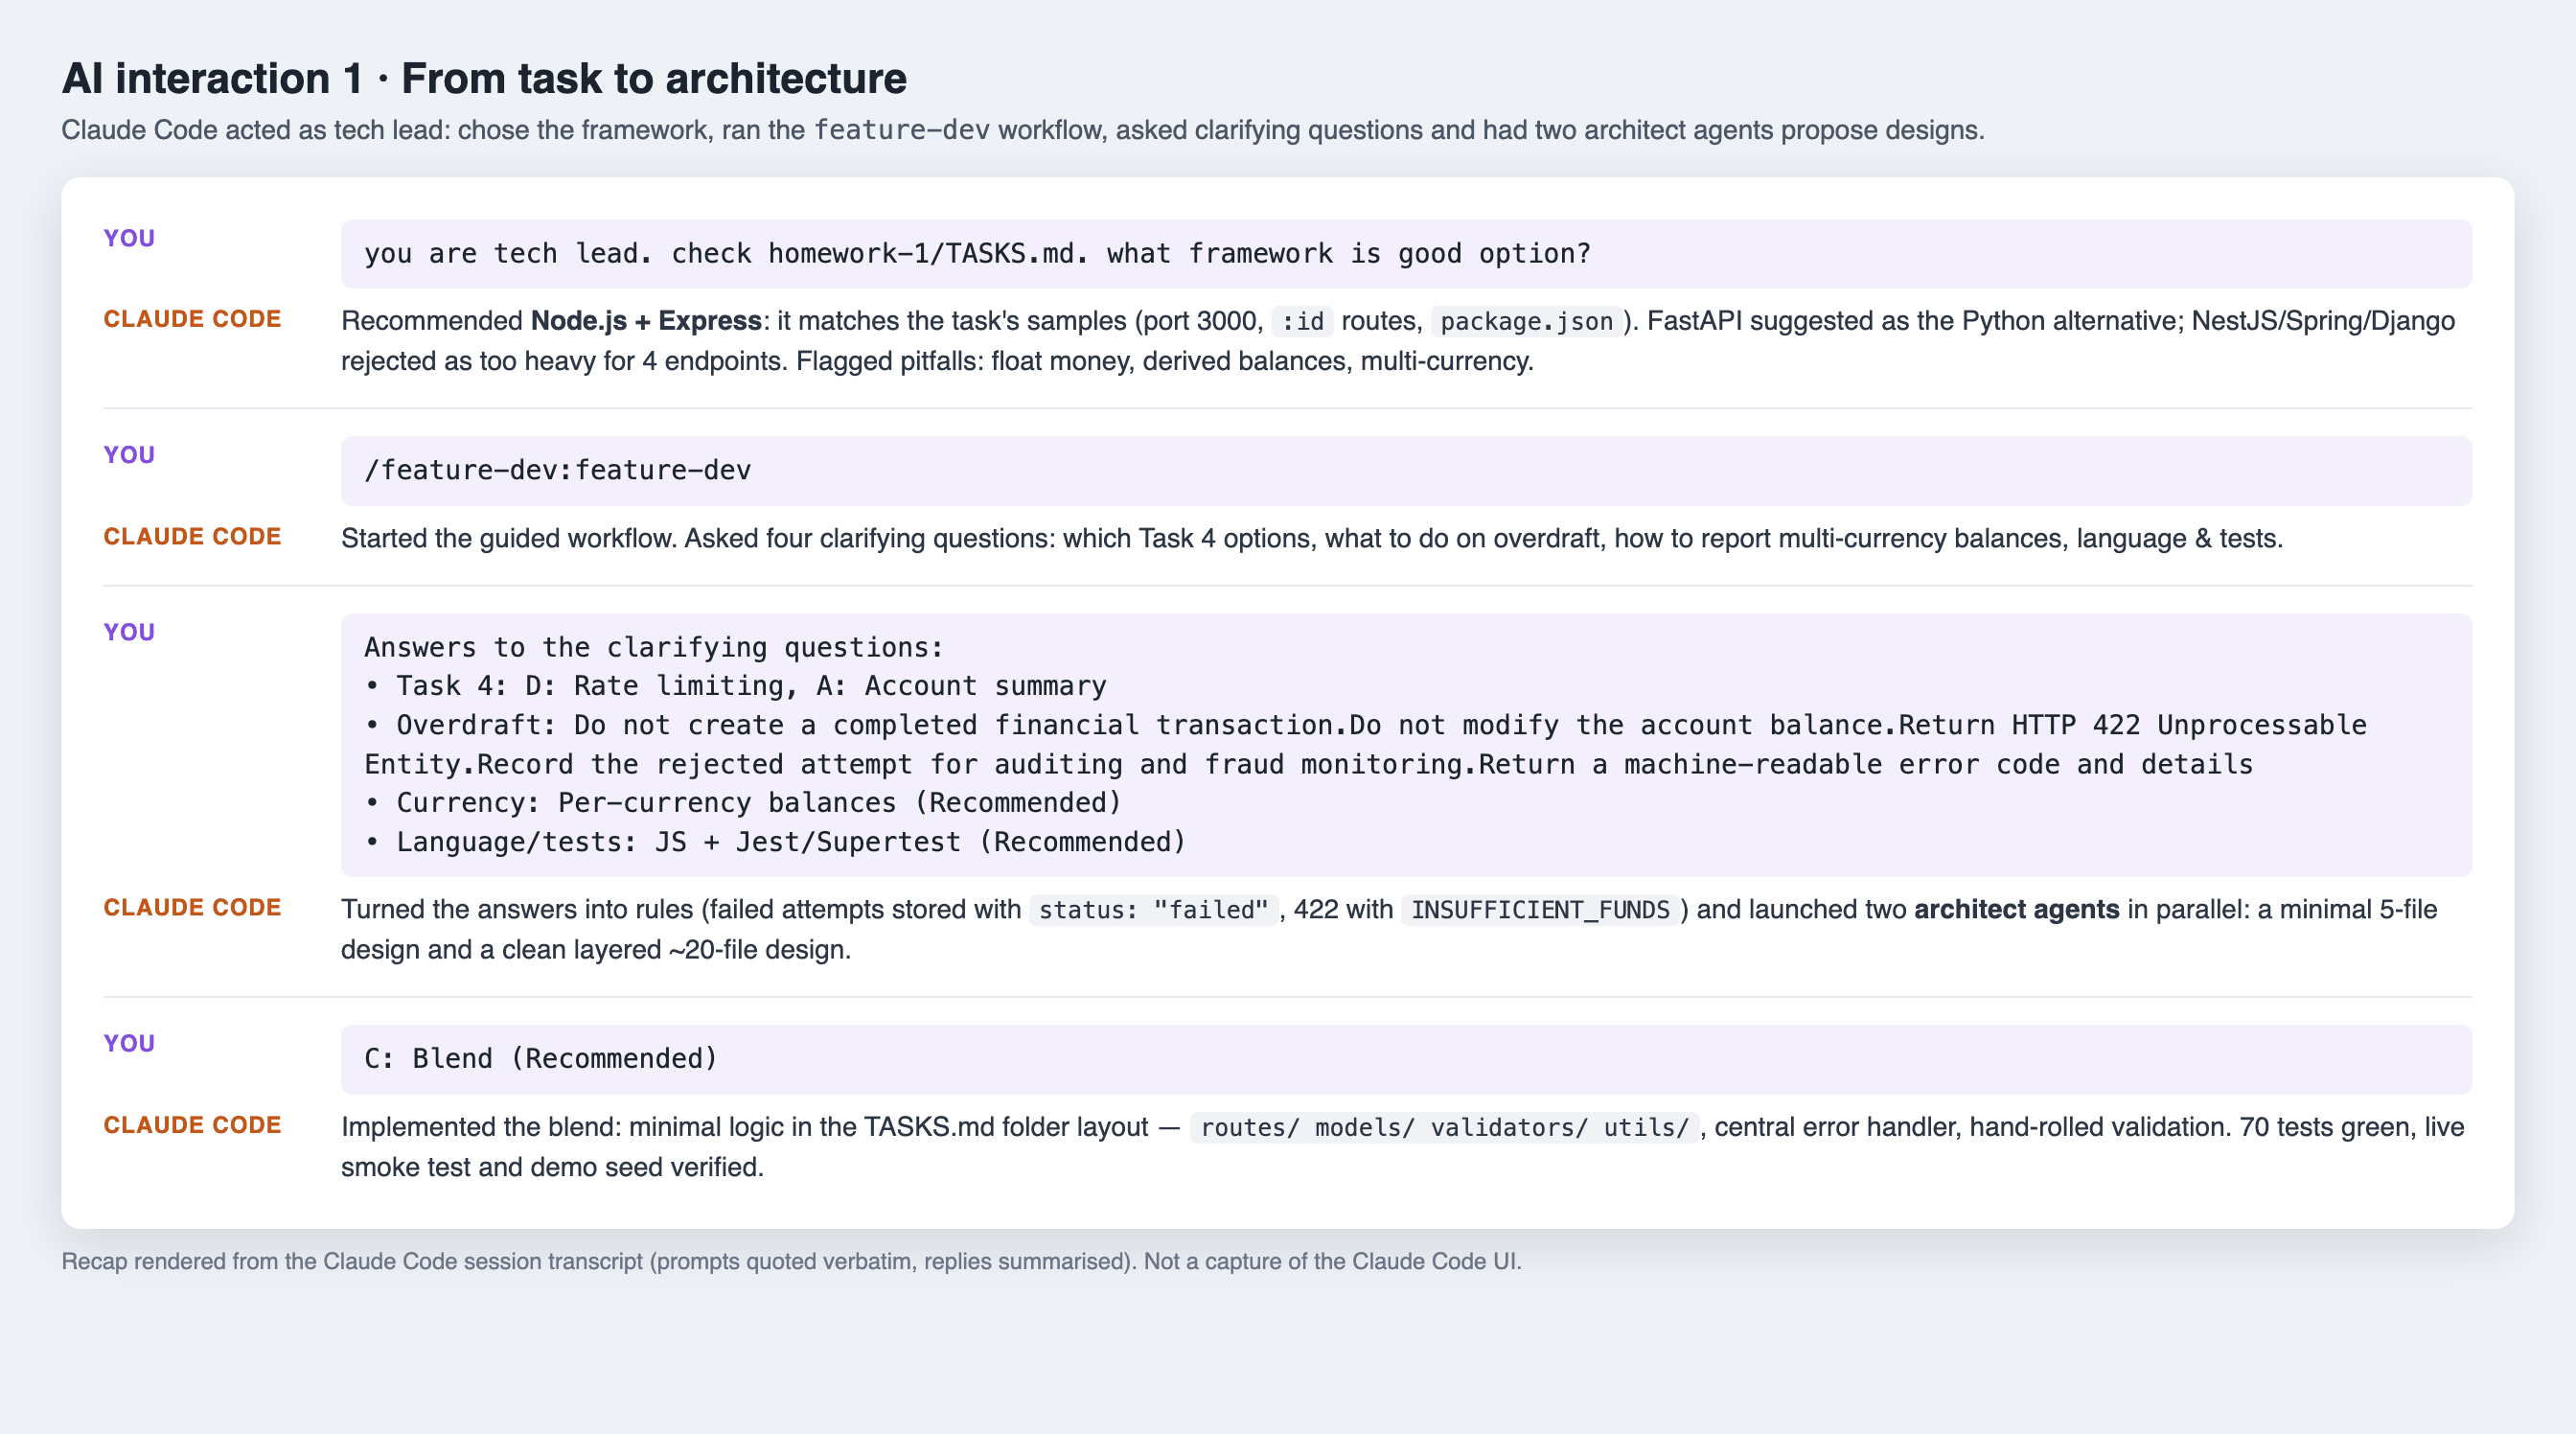 AI interaction 1 · From task to architecture
Claude Code acted as tech lead: chose the framework, ran the feature-dev workflow, asked clarifying questions and had two architect agents propose designs.
YOU
you are tech lead. check homework-1/TASKS.md. what framework is good option?
CLAUDE CODE
Recommended Node.js + Express: it matches the task's samples (port 3000, :id routes, package.json). FastAPI suggested as the Python alternative; NestJS/Spring/Django
rejected as too heavy for 4 endpoints. Flagged pitfalls: float money, derived balances, multi-currency.
YOU
/feature-dev:feature-dev
CLAUDE CODE
Started the guided workflow. Asked four clarifying questions: which Task 4 options, what to do on overdraft, how to report multi-currency balances, language & tests.
YOU
Answers to the clarifying questions:
• Task 4: D: Rate limiting, A: Account summary
• Overdraft: Do not create a completed financial transaction.Do not modify the account balance.Return HTTP 422 Unprocessable
Entity.Record the rejected attempt for auditing and fraud monitoring.Return a machine-readable error code and details
• Currency: Per-currency balances (Recommended)
• Language/tests: JS + Jest/Supertest (Recommended)
CLAUDE CODE
Turned the answers into rules (failed attempts stored with status: "failed", 422 with INSUFFICIENT_FUNDS) and launched two architect agents in parallel: a minimal 5-file
design and a clean layered ~20-file design.
YOU
C: Blend (Recommended)
CLAUDE CODE
Implemented the blend: minimal logic in the TASKS.md folder layout — routes/ models/ validators/ utils/, central error handler, hand-rolled validation. 70 tests green, live
smoke test and demo seed verified.
Recap rendered from the Claude Code session transcript (prompts quoted verbatim, replies summarised). Not a capture of the Claude Code UI.